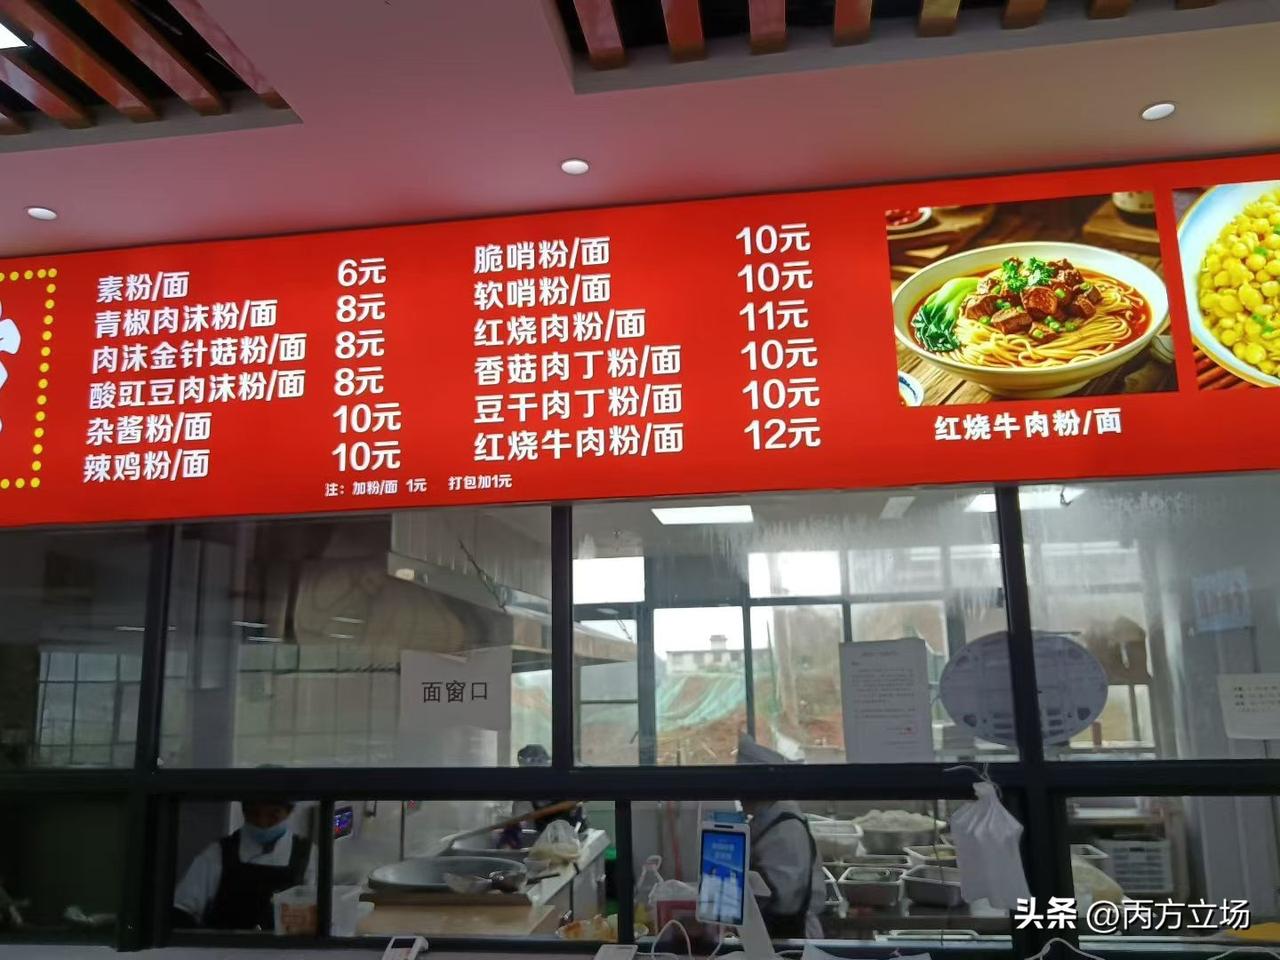 素粉/面 6元
青椒肉沫粉/面 8元
肉沫金针菇粉/面 8元
酸豇豆肉沫粉/面 8元
杂酱粉/面 10元
辣鸡粉/面 10元
脆哨粉/面 10元
软哨粉/面 10元
红烧肉粉/面 11元
香菇肉丁粉/面 10元
豆干肉丁粉/面 10元
红烧牛肉粉/面 12元
注：加粉/面 1元 打包加1元
红烧牛肉粉/面
面窗口
头条 @丙方立场